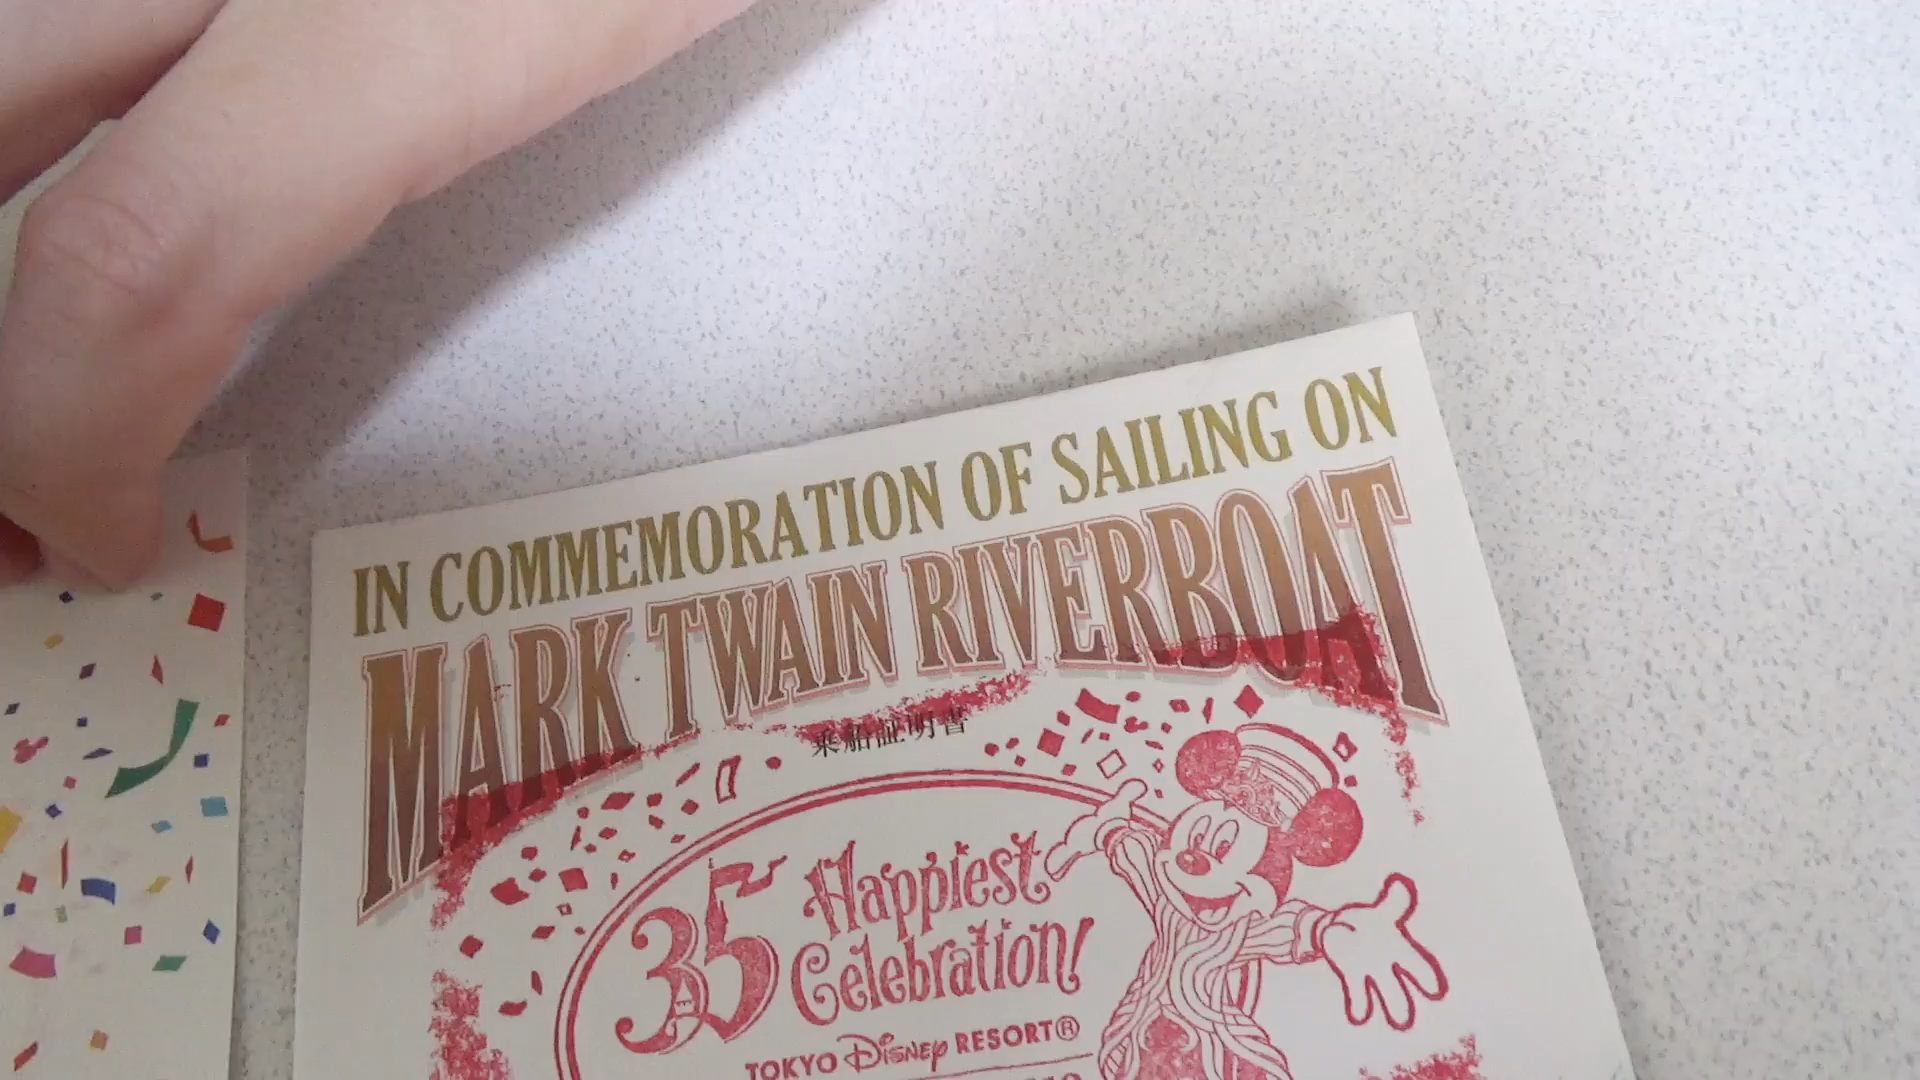 IN COMMEMORATION OF SAILING ON
MARK TWAIN RIVERBOAT
乗船証明書
35 Happiest
Celebration!
TOKYO Disney RESORT®